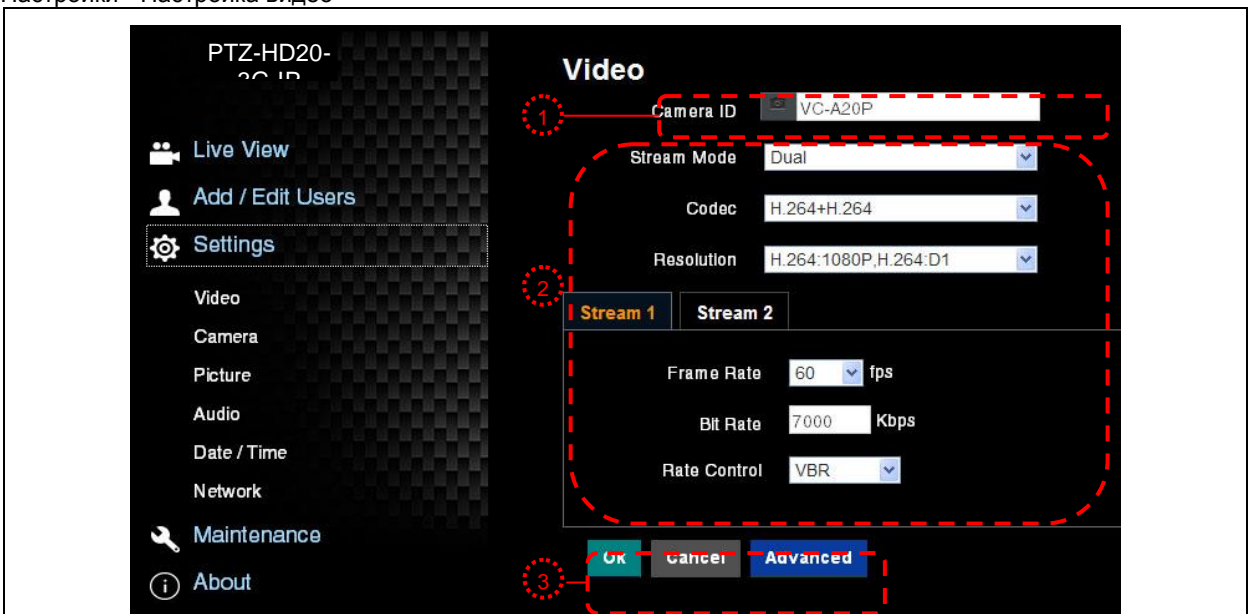 PTZ-HD20-
Video
1
Camera ID
VC-A20P
Live View
Stream Mode
Dual
Add / Edit Users
Codec
H.264+H.264
Settings
Resolution
H.264:1080P,H.264:D1
2
Video
Stream 1
Stream 2
Camera
Picture
Frame Rate
60
fps
Audio
Bit Rate
7000
Kbps
Date / Time
Rate Control
VBR
Network
Maintenance
OK
Cancel
Advanced
3
About